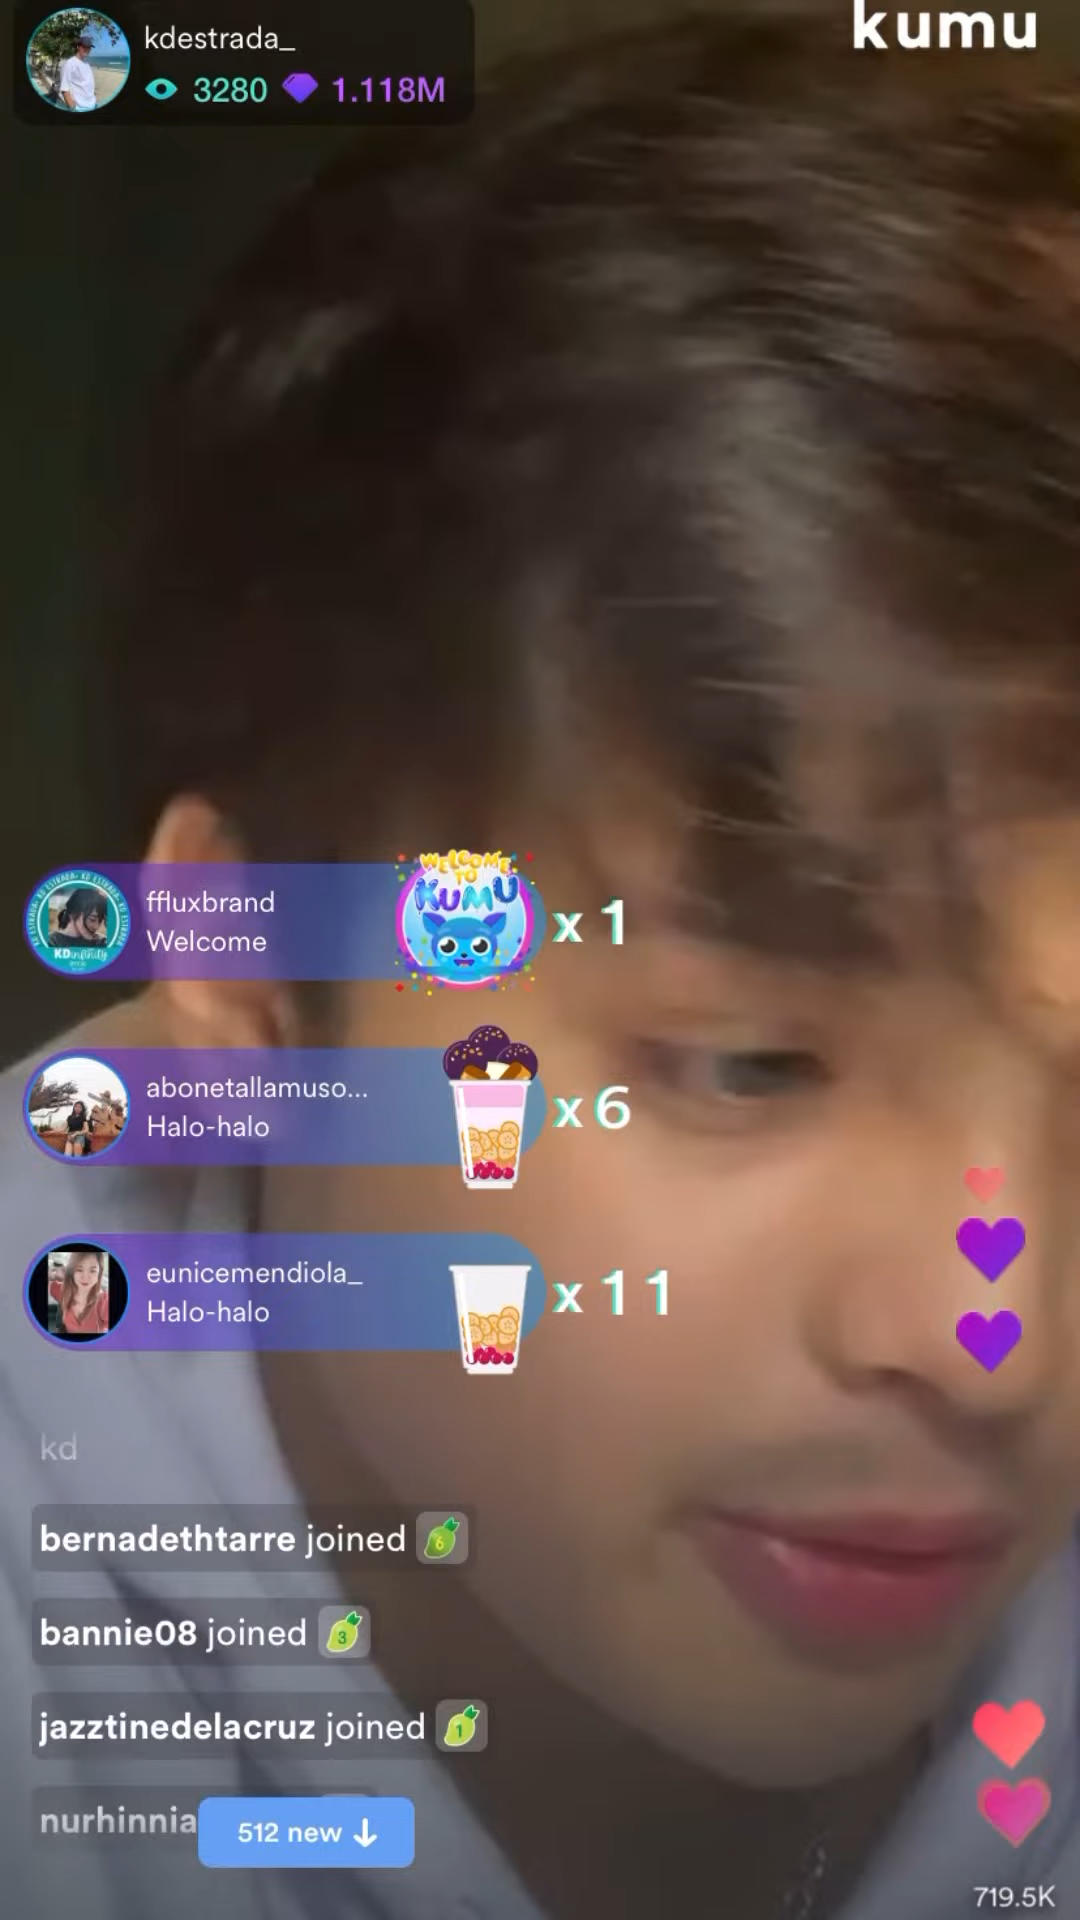 kdestrada_
kumu
3280 1.118M
WELCOME
TO
KUMU
ffluxbrand
Welcome
x 1
KDinfinity
abonetallamuso...
Halo-halo
x 6
eunicemendiola_
Halo-halo
x 11
kd
bernadethtarre joined 6
bannie08 joined 3
jazztinedelacruz joined 1
nurhinnia
512 new ↓
719.5K